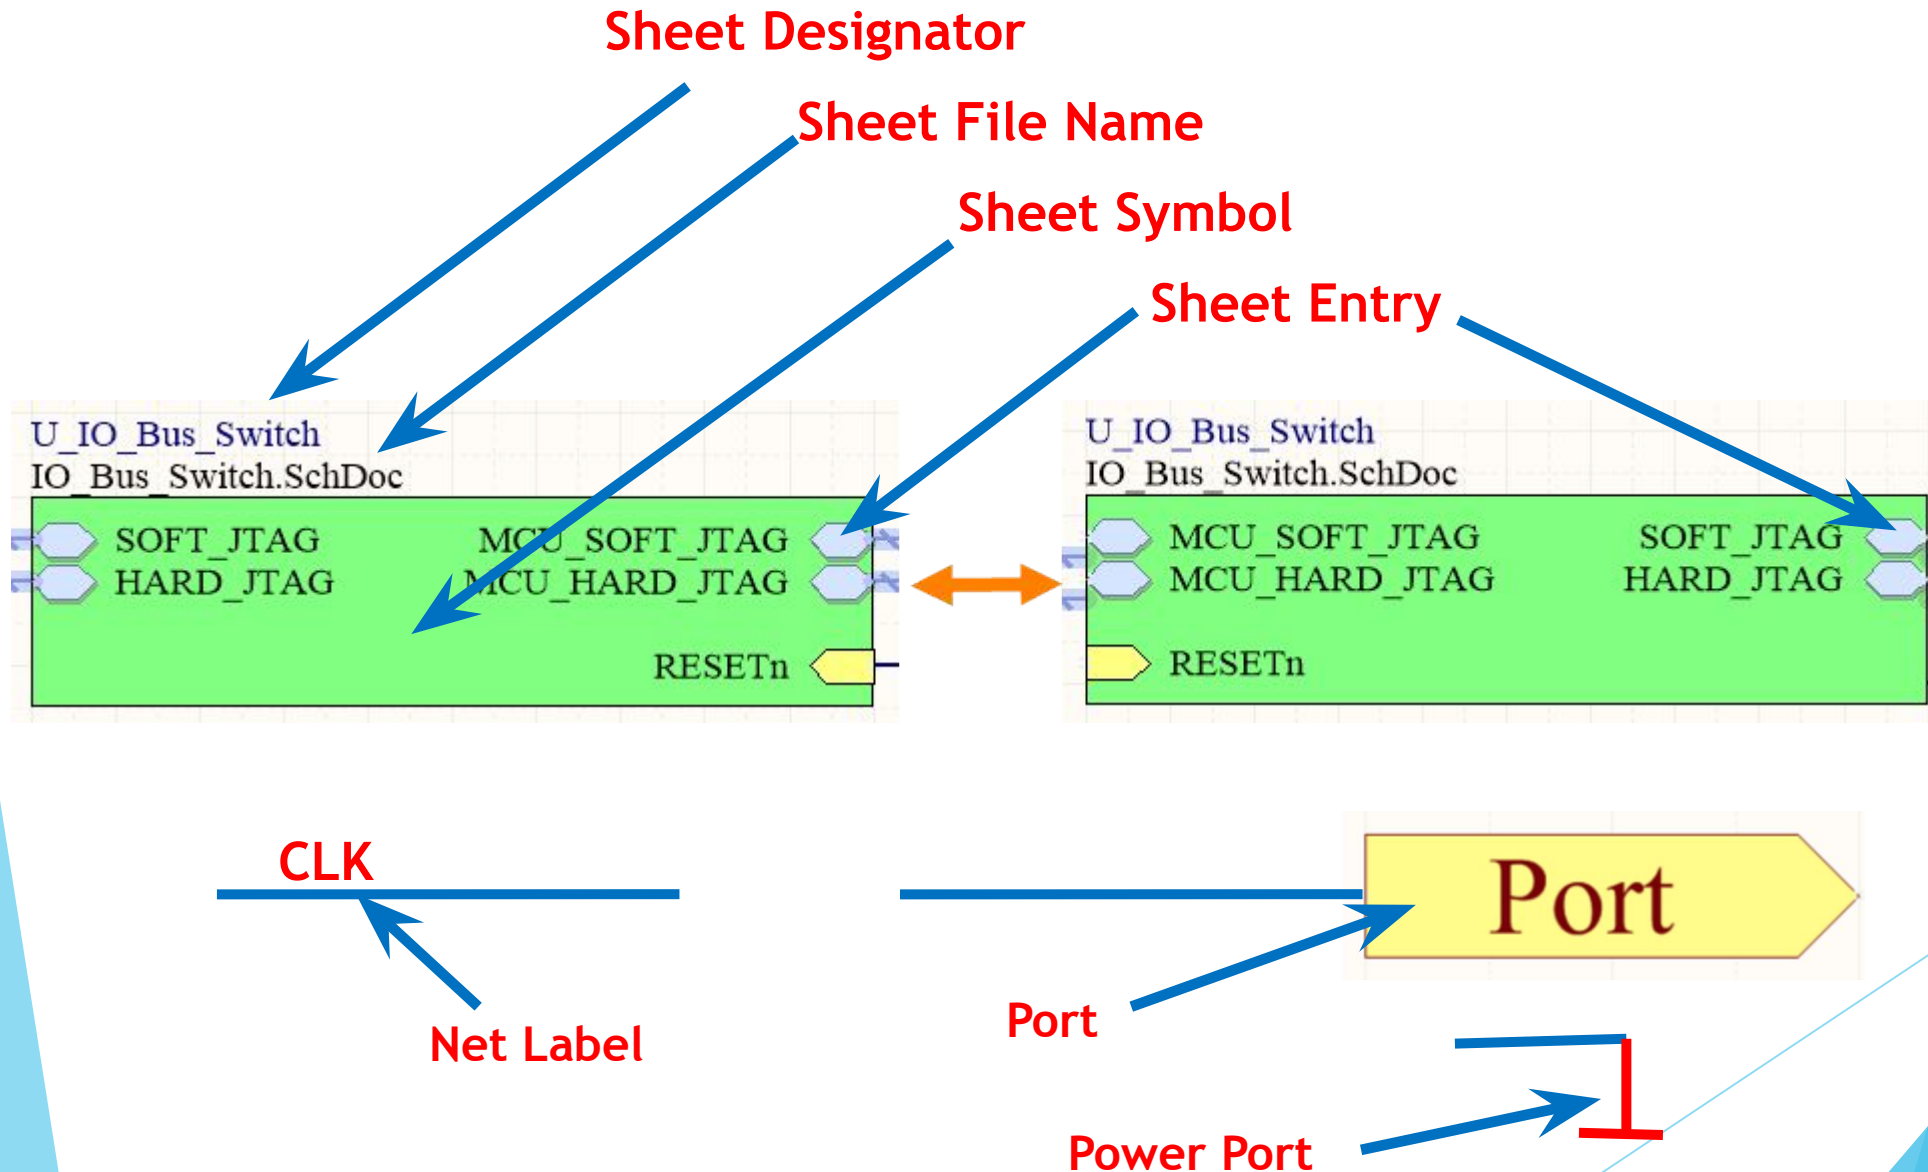 Sheet Designator
Sheet File Name
Sheet Symbol
Sheet Entry
U_IO_Bus_Switch
IO_Bus_Switch.SchDoc
SOFT_JTAG MCU_SOFT_JTAG
HARD_JTAG MCU_HARD_JTAG
RESETn
U_IO_Bus_Switch
IO_Bus_Switch.SchDoc
MCU_SOFT_JTAG SOFT_JTAG
MCU_HARD_JTAG HARD_JTAG
RESETn
CLK
Port
Net Label
Port
Power Port